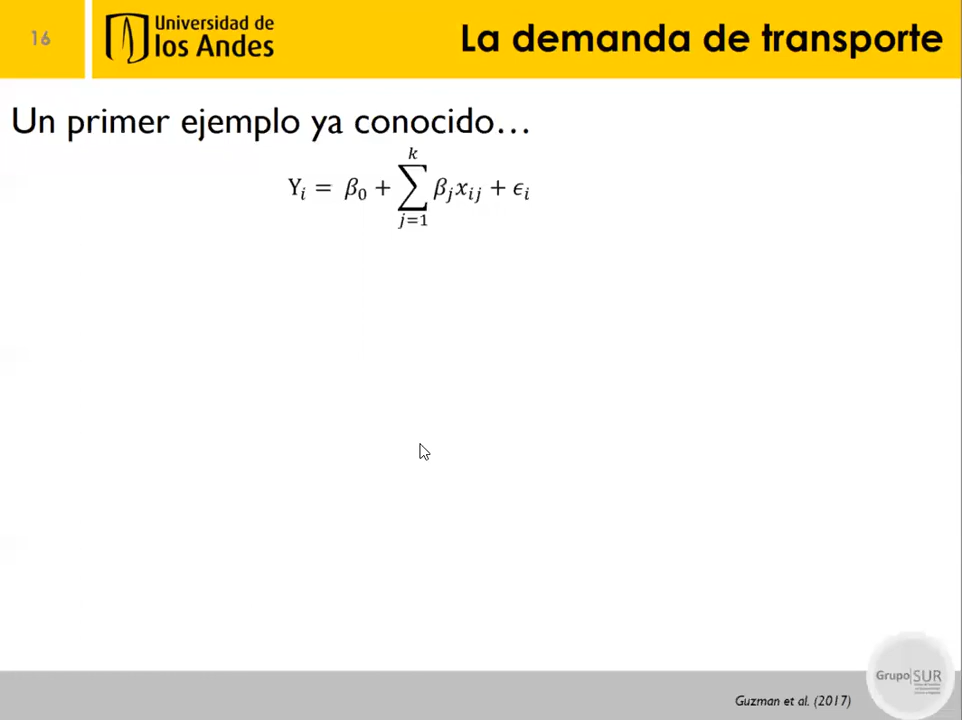 16
Universidad de
los Andes
La demanda de transporte
Un primer ejemplo ya conocido…
Yᵢ = β₀ + ∑ⱼ₌₁ᵏ βⱼxᵢⱼ + ϵᵢ
Grupo|SUR
Guzman et al. (2017)